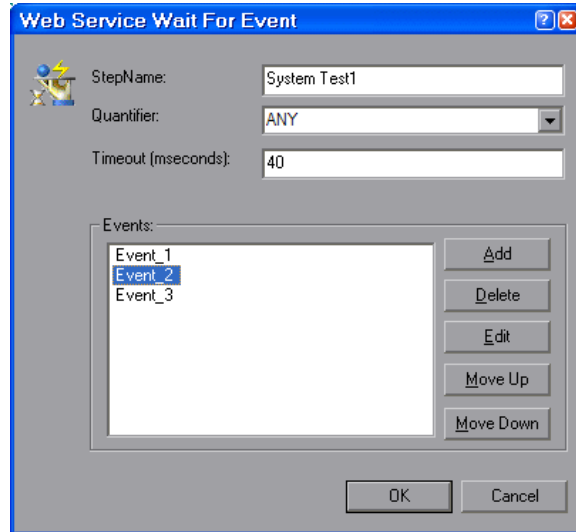 Web Service Wait For Event
StepName: System Test1
Quantifier: ANY
Timeout (mseconds): 40
Events:
Event_1
Event_2
Event_3
Add
Delete
Edit
Move Up
Move Down
OK Cancel